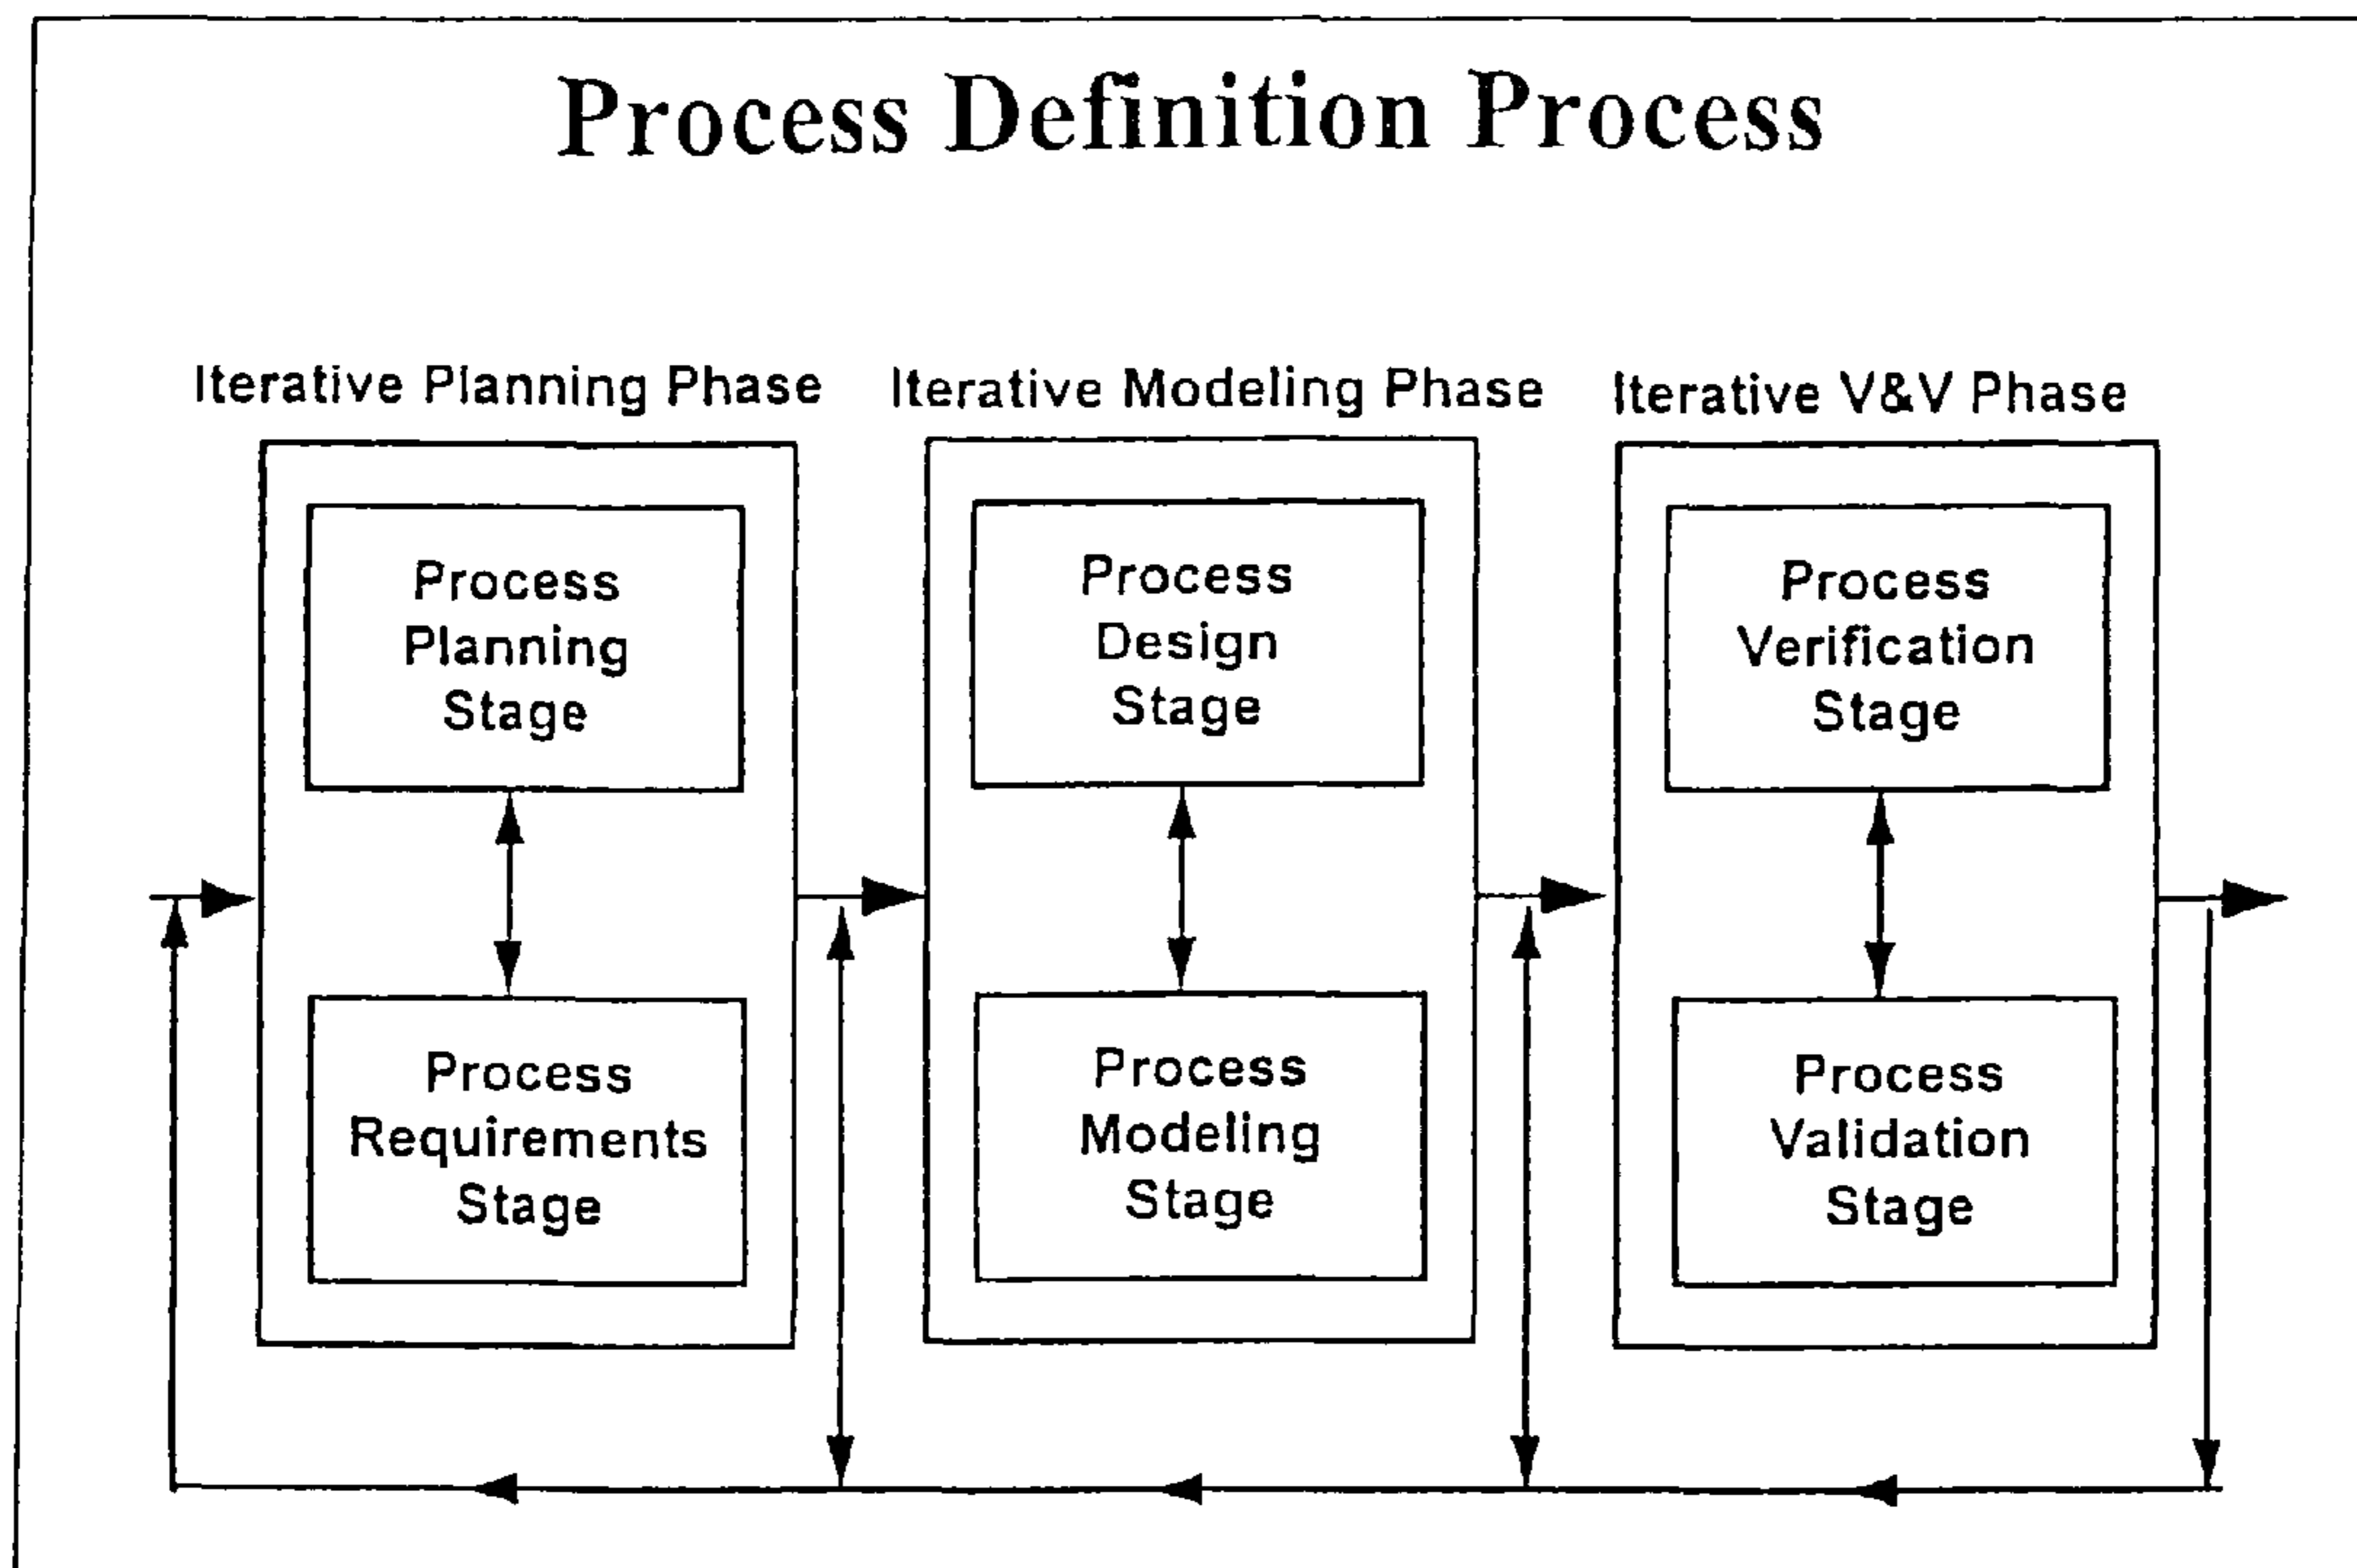 Process Definition Process
Iterative Planning Phase
Process
Planning
Stage
Process
Requirements
Stage
Iterative Modeling Phase
Process
Design
Stage
Process
Modeling
Stage
Iterative V&V Phase
Process
Verification
Stage
Process
Validation
Stage